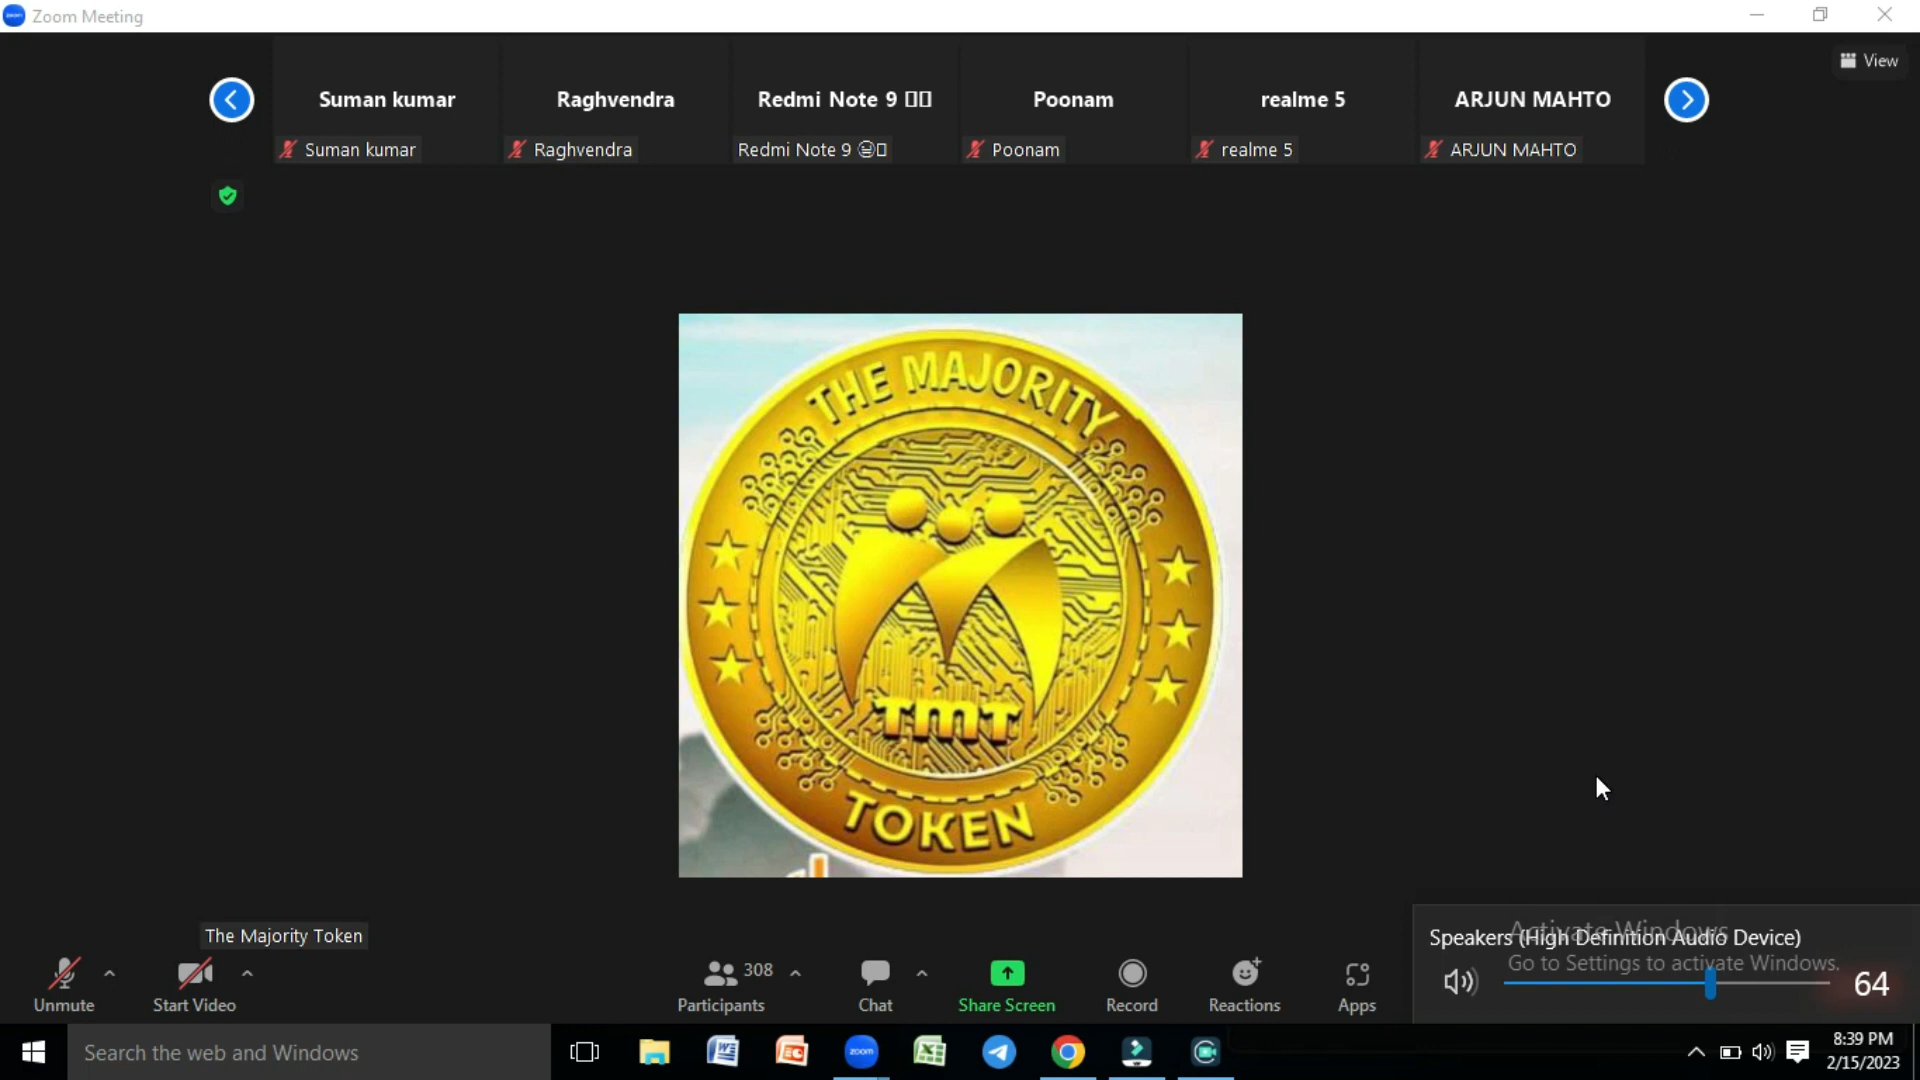 Zoom Meeting
View
Suman kumar
Raghvendra
Redmi Note 9
Poonam
realme 5
ARJUN MAHTO
Suman kumar
Raghvendra
Redmi Note 9
Poonam
realme 5
ARJUN MAHTO
THE MAJORITY
TMT
TOKEN
The Majority Token
Activate Windows
Speakers (High Definition Audio Device)
Go to Settings to activate Windows.
64
308
Unmute
Start Video
Participants
Chat
Share Screen
Record
Reactions
Apps
Search the web and Windows
zoom
8:39 PM
2/15/2023